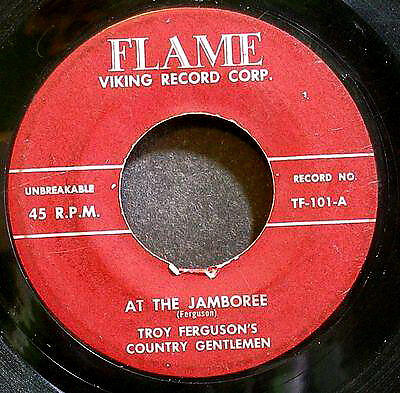 FLAME
VIKING RECORD CORP.
UNBREAKABLE
45 R.P.M.
RECORD NO.
TF-101-A
AT THE JAMBOREE
(Ferguson)
TROY FERGUSON'S
COUNTRY GENTLEMEN